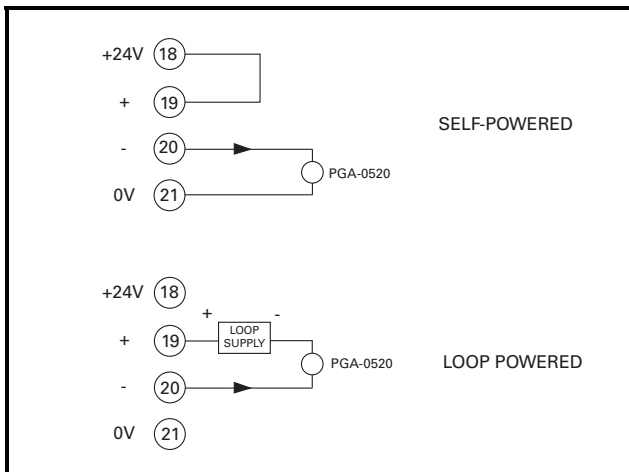 +24V 18
+ 19
SELF-POWERED
- 20
PGA-0520
0V 21
+24V 18
+ -
+ 19
LOOP
SUPPLY
PGA-0520
LOOP POWERED
- 20
0V 21